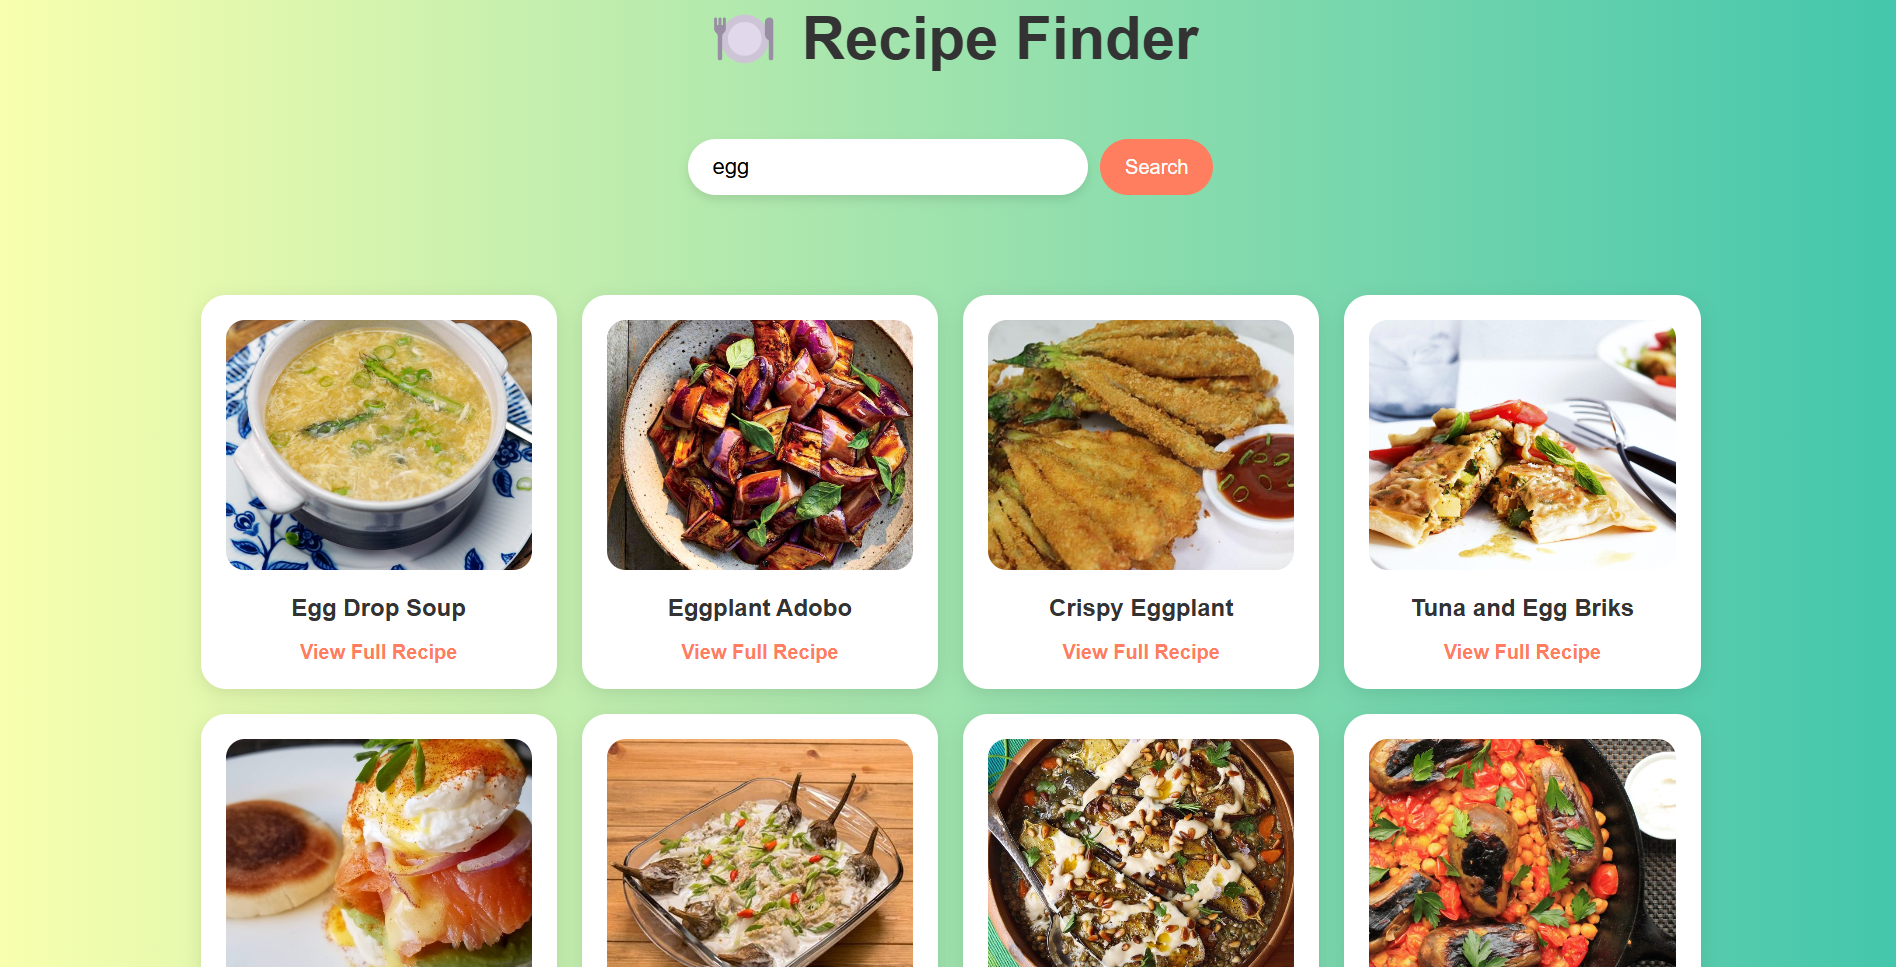 Recipe Finder
egg
Search
Egg Drop Soup
View Full Recipe
Eggplant Adobo
View Full Recipe
Crispy Eggplant
View Full Recipe
Tuna and Egg Briks
View Full Recipe